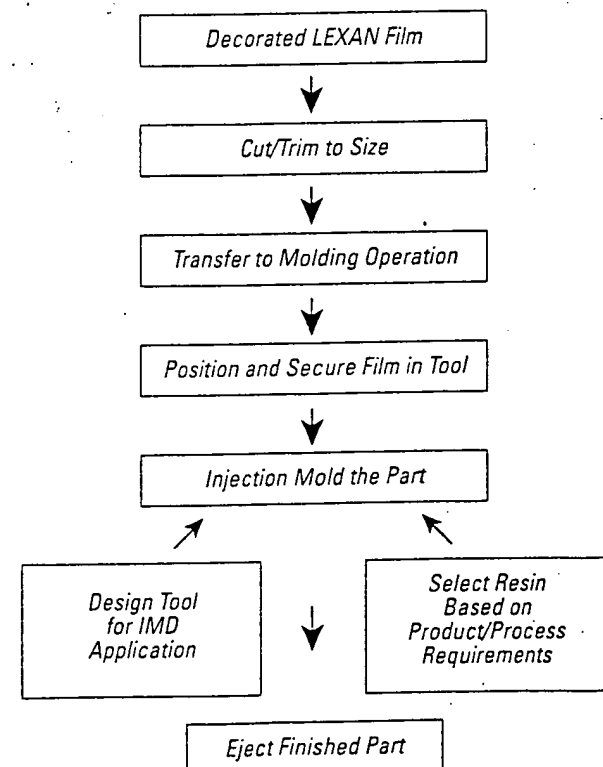 Decorated LEXAN Film
Cut/Trim to Size
Transfer to Molding Operation
Position and Secure Film in Tool
Injection Mold the Part
Design Tool
for IMD
Application
Select Resin
Based on
Product/Process
Requirements
Eject Finished Part